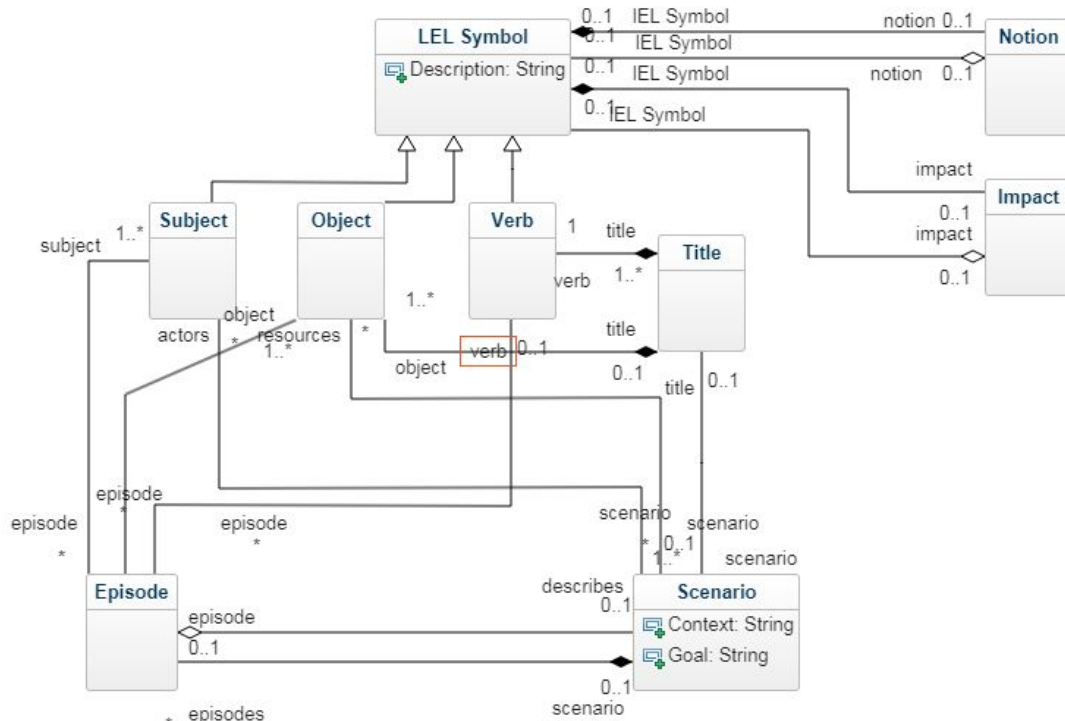 0..1 lEL Symbol notion 0..1
LEL Symbol Notion
0..1 lEL Symbol
Description: String
0..1 lEL Symbol notion 0..1
0..1 lEL Symbol
impact
Impact
0..1
impact
0..1
Subject Object Verb
1..* 1 title
subject Title
verb 1..*
1..*
object
actors * resources * title
1..* verb 0..1
object 0..1
title 0..1
episode
*
episode episode scenario scenario
* * * 0..1
1..* scenario
describes
Episode Scenario
0..1
episode Context: String
0..1 Goal: String
0..1
* episodes scenario